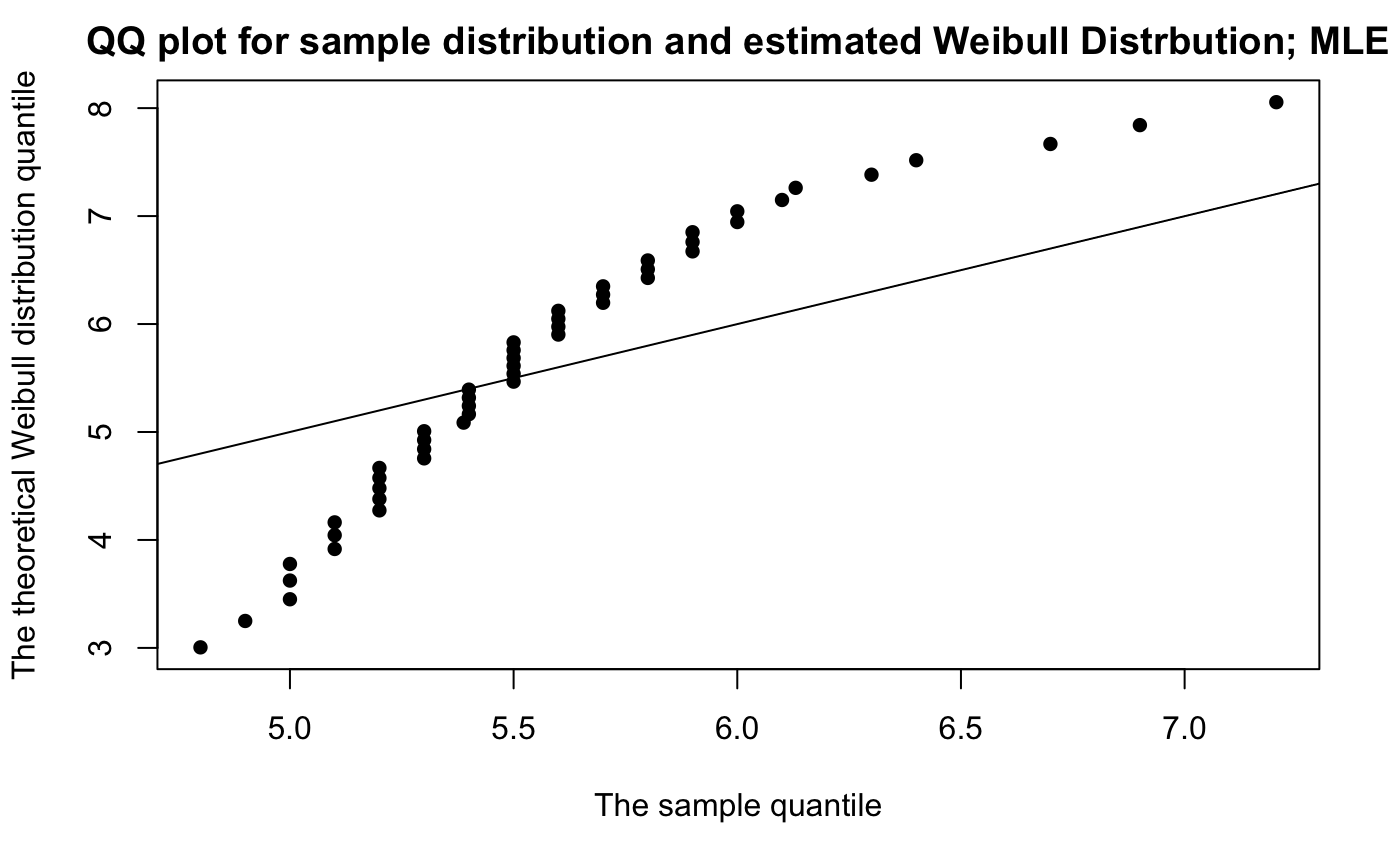 QQ plot for sample distribution and estimated Weibull Distrbution; MLE
The theoretical Weibull distribution quantile
8
7
6
5
4
3
5.0 5.5 6.0 6.5 7.0
The sample quantile